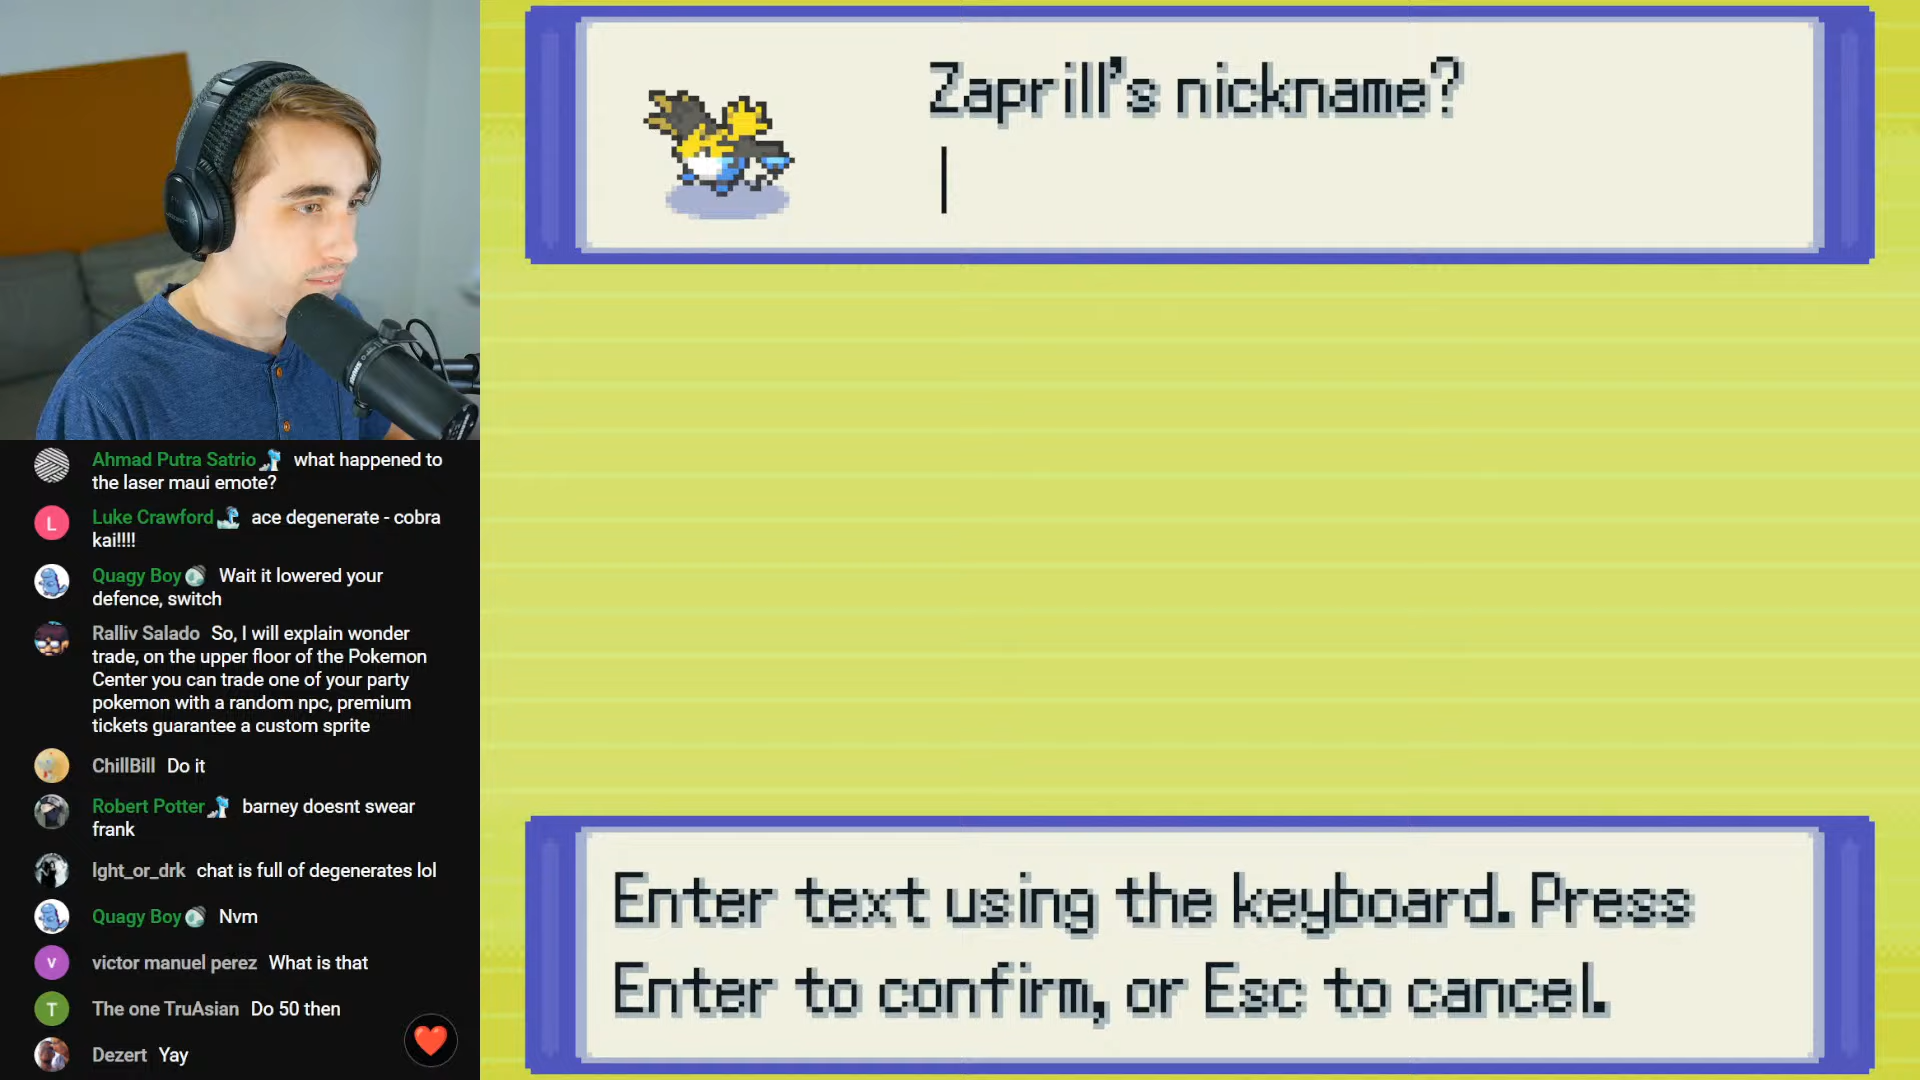 Zaprill's nickname?
Ahmad Putra Satrio what happened to
the laser maui emote?
Luke Crawford ace degenerate - cobra
kai!!!!
Quagy Boy Wait it lowered your
defence, switch
Ralliv Salado So, I will explain wonder
trade, on the upper floor of the Pokemon
Center you can trade one of your party
pokemon with a random npc, premium
tickets guarantee a custom sprite
ChillBill Do it
Robert Potter barney doesnt swear
frank
lght_or_drk chat is full of degenerates lol
Quagy Boy Nvm
victor manuel perez What is that
The one TruAsian Do 50 then
Dezert Yay
L
v
T
Enter text using the keyboard. Press
Enter to confirm, or Esc to cancel.